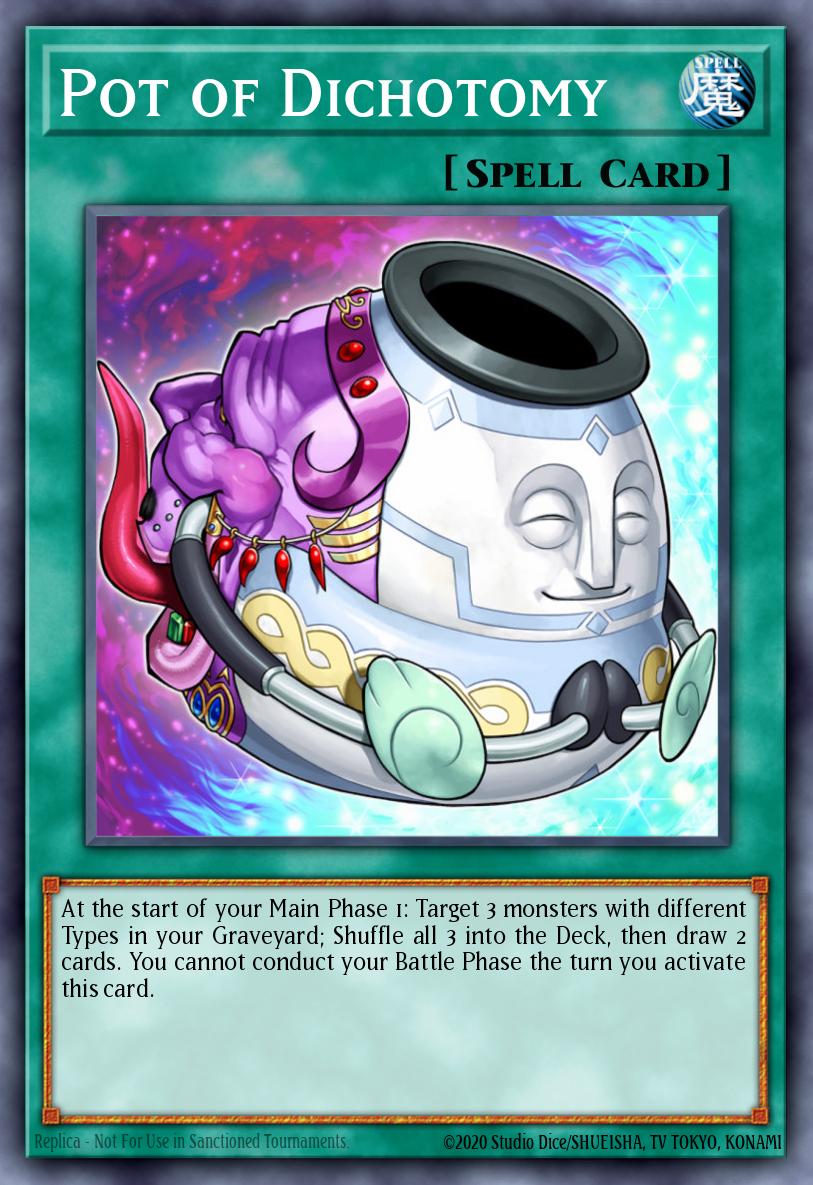 Pot of Dichotomy
SPELL
魔
[ Spell Card ]
At the start of your Main Phase 1: Target 3 monsters with different
Types in your Graveyard; Shuffle all 3 into the Deck, then draw 2
cards. You cannot conduct your Battle Phase the turn you activate
this card.
Replica - Not For Use in Sanctioned Tournaments.
©2020 Studio Dice/SHUEISHA, TV TOKYO, KONAMI